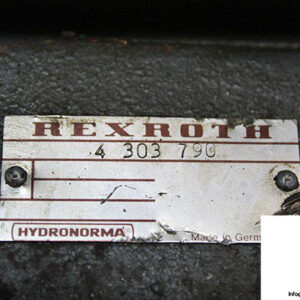 REXROTH
4 303 790
HYDRONORMA
Made in Germ